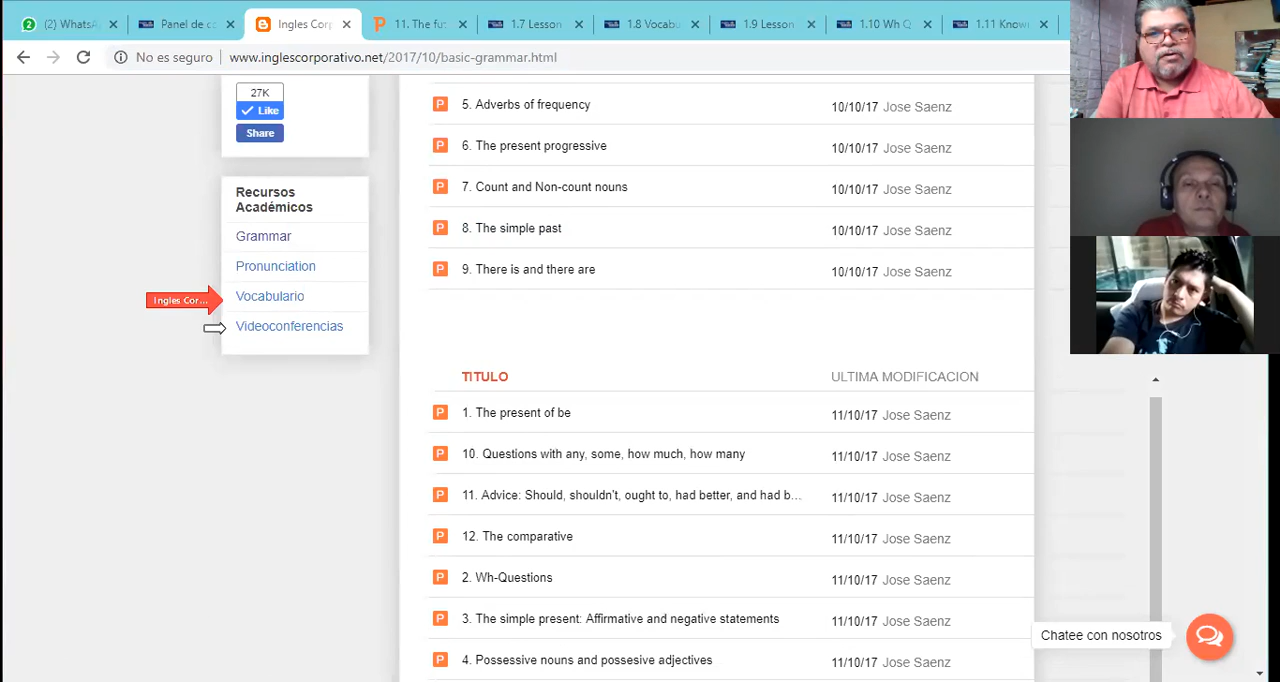 (2) WhatsA
Panel de c
Ingles Corp
11. The fu
1.7 Lesson
1.8 Vocabu
1.9 Lesson
1.10 Wh Q
1.11 Know
No es seguro
www.inglescorporativo.net/2017/10/basic-grammar.html
27K
Like
Share
Recursos
Académicos
Grammar
Pronunciation
Vocabulario
Videoconferencias
Ingles Cor...
5. Adverbs of frequency 10/10/17 Jose Saenz
6. The present progressive 10/10/17 Jose Saenz
7. Count and Non-count nouns 10/10/17 Jose Saenz
8. The simple past 10/10/17 Jose Saenz
9. There is and there are 10/10/17 Jose Saenz
TITULO ULTIMA MODIFICACION
1. The present of be 11/10/17 Jose Saenz
10. Questions with any, some, how much, how many 11/10/17 Jose Saenz
11. Advice: Should, shouldn't, ought to, had better, and had b... 11/10/17 Jose Saenz
12. The comparative 11/10/17 Jose Saenz
2. Wh-Questions 11/10/17 Jose Saenz
3. The simple present: Affirmative and negative statements 11/10/17 Jose Saenz
4. Possessive nouns and possesive adjectives 11/10/17 Jose Saenz
Chatee con nosotros